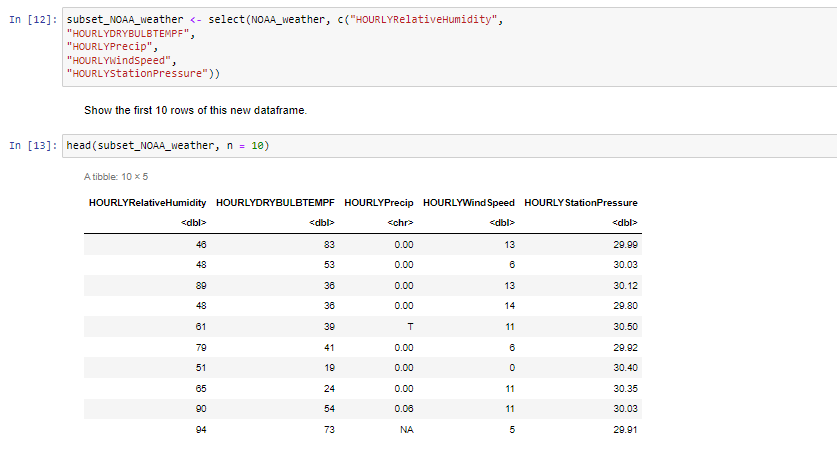 In [12]: subset_NOAA_weather <- select(NOAA_weather, c("HOURLYRelativeHumidity",
"HOURLYDRYBULBTEMPF",
"HOURLYPrecip",
"HOURLYWindSpeed",
"HOURLYStationPressure"))
Show the first 10 rows of this new dataframe.
In [13]: head(subset_NOAA_weather, n = 10)
A tibble: 10 × 5
HOURLYRelativeHumidity HOURLYDRYBULBTEMPF HOURLYPrecip HOURLYWindSpeed HOURLYStationPressure
<dbl> <dbl> <chr> <dbl> <dbl>
46 83 0.00 13 29.99
48 53 0.00 6 30.03
89 36 0.00 13 30.12
48 36 0.00 14 29.80
61 39 T 11 30.50
79 41 0.00 6 29.92
51 19 0.00 0 30.40
65 24 0.00 11 30.35
90 54 0.06 11 30.03
94 73 NA 5 29.91